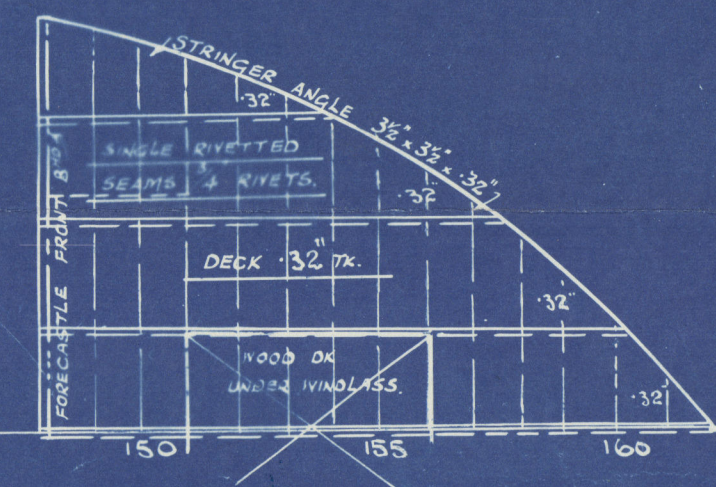 STRINGER ANGLE 3½" × 3½" × .32"
.32"
SINGLE RIVETTED
SEAMS ¾" RIVETS.
.32"
FORECASTLE FRONT BHD
DECK .32" TK.
.32"
WOOD DK
UNDER WINDLASS.
.32"
150 155 160